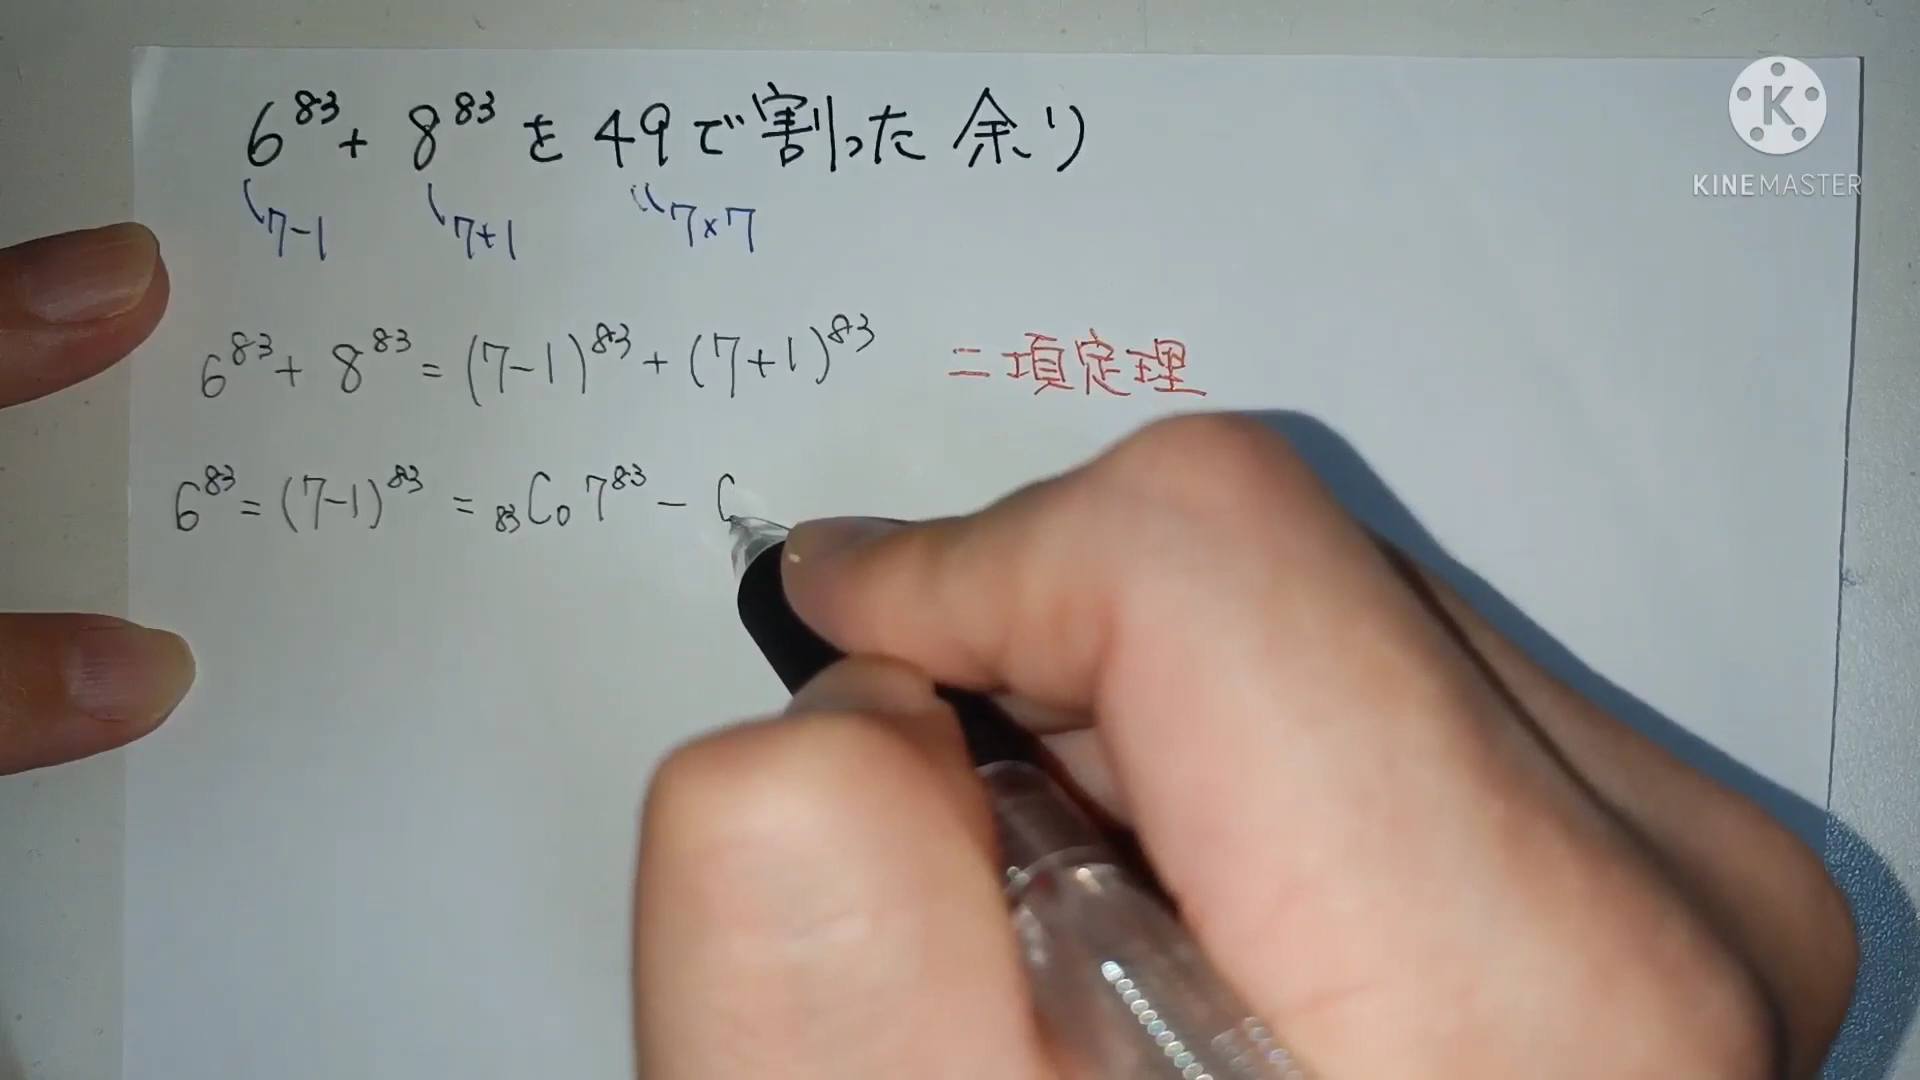 6^83 + 8^83 を 49で割った 余り
7-1 7+1 7×7
6^83 + 8^83 = (7-1)^83 + (7+1)^83 二項定理
6^83 = (7-1)^83 = ₈₃C₀ 7^83 - C
K
KINEMASTER